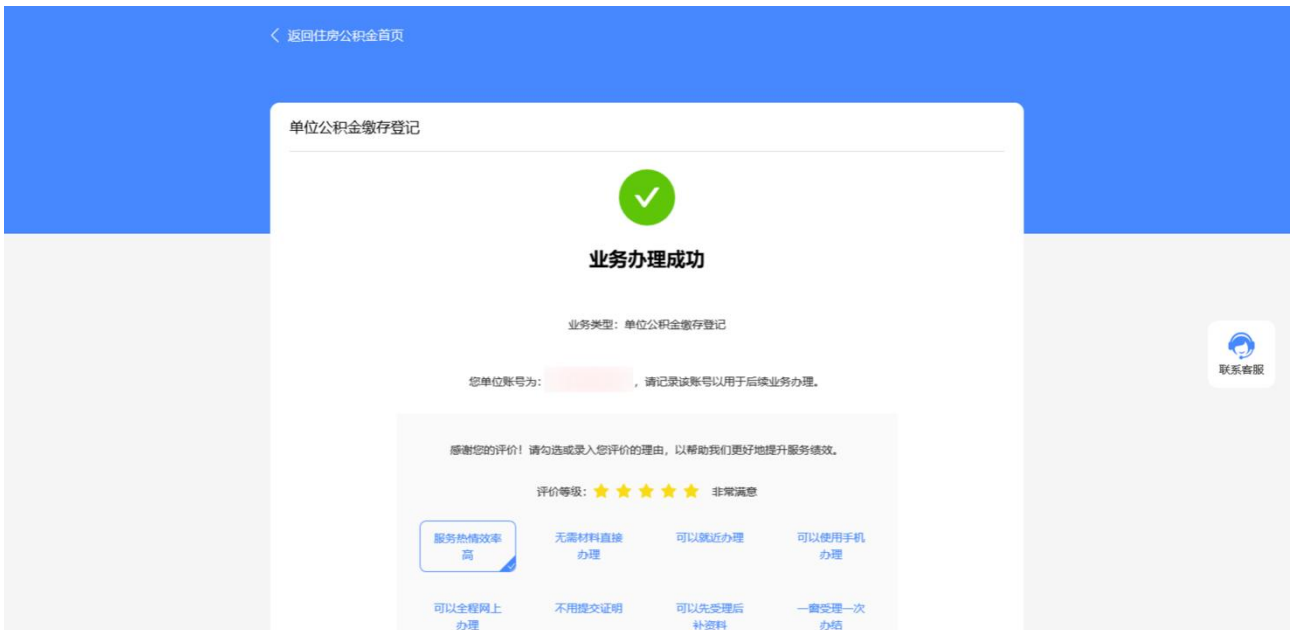 返回住房公积金首页
单位公积金缴存登记
业务办理成功
业务类型：单位公积金缴存登记
您单位账号为： ，请记录该账号以用于后续业务办理。
联系客服
感谢您的评价！请勾选或录入您评价的理由，以帮助我们更好地提升服务绩效。
评价等级： 非常满意
服务热情效率 无需材料直接 可以就近办理 可以使用手机
高 办理 办理
可以全程网上 不用提交证明 可以先受理后 一窗受理一次
办理 补资料 办结